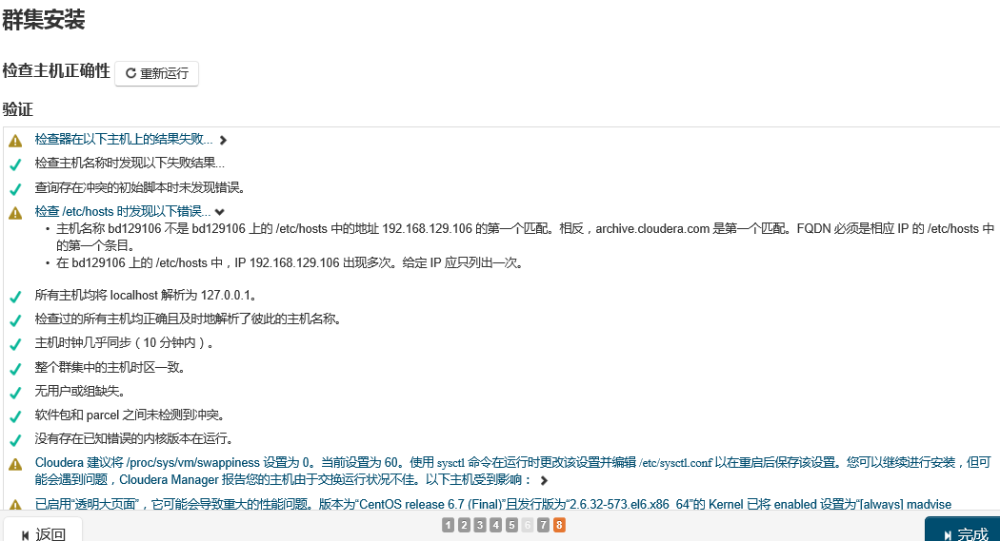 群集安装
检查主机正确性 重新运行
验证
检查器在以下主机上的结果失败...
检查主机名称时发现以下失败结果...
查询存在冲突的初始脚本时未发现错误。
检查 /etc/hosts 时发现以下错误...
• 主机名称 bd129106 不是 bd129106 上的 /etc/hosts 中的地址 192.168.129.106 的第一个匹配。相反，archive.cloudera.com 是第一个匹配。FQDN 必须是相应 IP 的 /etc/hosts 中
的第一个条目。
• 在 bd129106 上的 /etc/hosts 中，IP 192.168.129.106 出现多次。给定 IP 应只列出一次。
所有主机均将 localhost 解析为 127.0.0.1。
检查过的所有主机均正确且及时地解析了彼此的主机名称。
主机时钟几乎同步（10 分钟内）。
整个群集中的主机时区一致。
无用户或组缺失。
软件包和 parcel 之间未检测到冲突。
没有存在已知错误的内核版本在运行。
Cloudera 建议将 /proc/sys/vm/swappiness 设置为 0。当前设置为 60。使用 sysctl 命令在运行时更改该设置并编辑 /etc/sysctl.conf 以在重启后保存该设置。您可以继续进行安装，但可
能会遇到问题，Cloudera Manager 报告您的主机由于交换运行状况不佳。以下主机受到影响：
已启用“透明大页面”，它可能会导致重大的性能问题。版本为“CentOS release 6.7 (Final)”且发行版为“2.6.32-573.el6.x86_64”的 Kernel 已将 enabled 设置为“[always] madvise
返回 1 2 3 4 5 6 7 8 完成